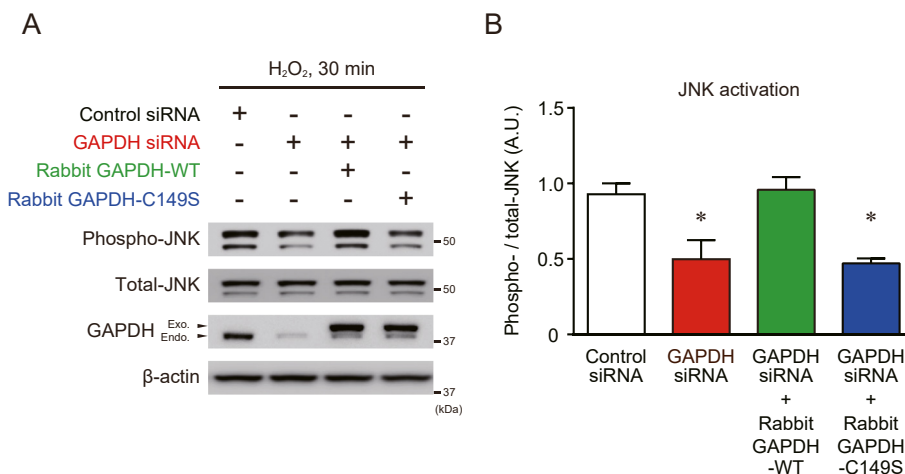 A
H₂O₂, 30 min
Control siRNA + - - -
GAPDH siRNA - + + +
Rabbit GAPDH-WT - - + -
Rabbit GAPDH-C149S - - - +
Phospho-JNK
50
Total-JNK
50
GAPDH
Exo.
Endo.
37
β-actin
37
(kDa)
B
JNK activation
Phospho- / total-JNK (A.U.)
1.5
1.0
0.5
0
*
*
Control
siRNA
GAPDH
siRNA
GAPDH
siRNA
+
Rabbit
GAPDH
-WT
GAPDH
siRNA
+
Rabbit
GAPDH
-C149S